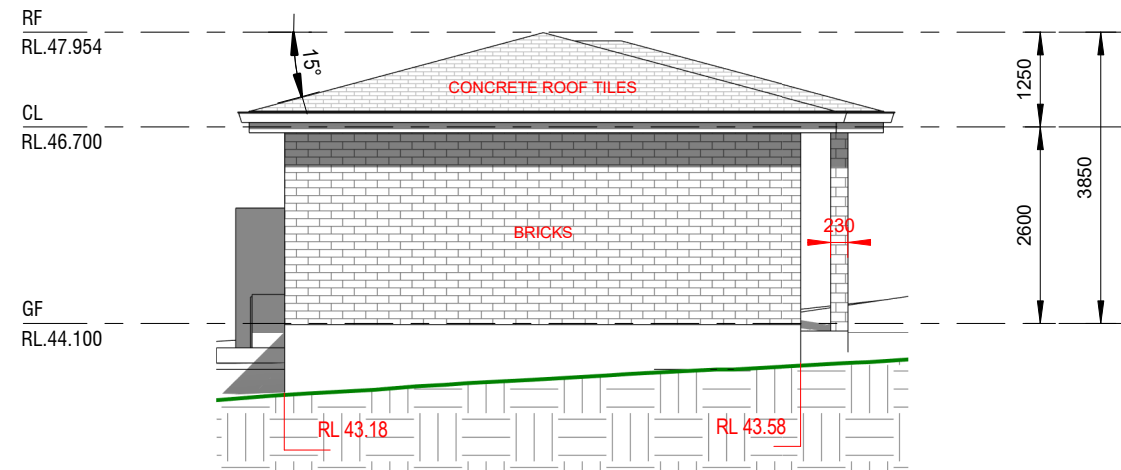 RF
RL.47.954
15°
CONCRETE ROOF TILES
1250
CL
RL.46.700
3850
230
BRICKS
2600
GF
RL.44.100
RL 43.18
RL 43.58